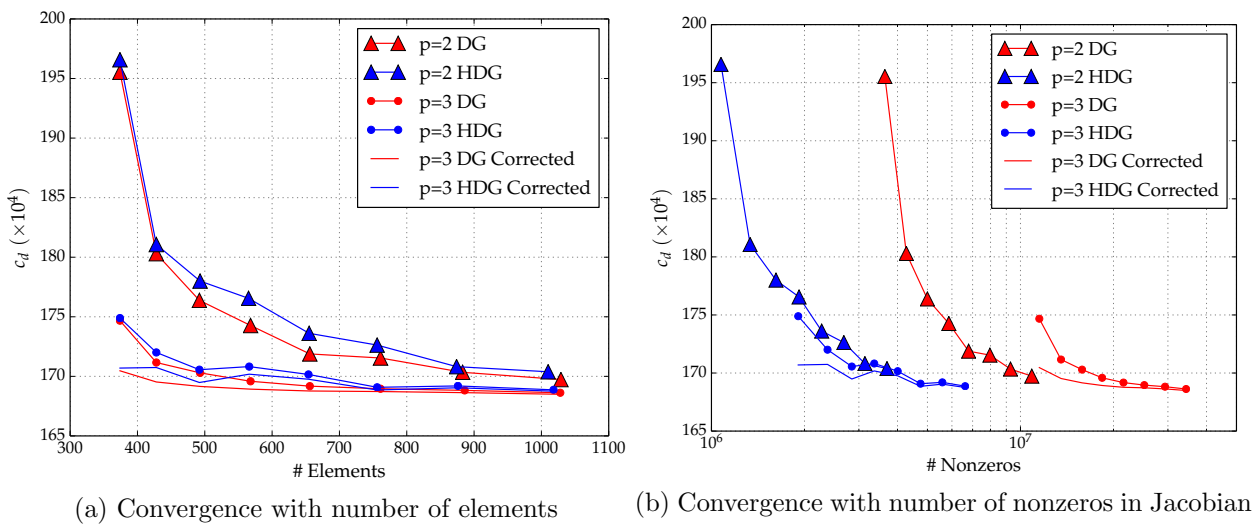 200
195
190
185
180
175
170
165
c_d (×10^4)
300 400 500 600 700 800 900 1000 1100
# Elements
p=2 DG
p=2 HDG
p=3 DG
p=3 HDG
p=3 DG Corrected
p=3 HDG Corrected
(a) Convergence with number of elements
200
195
190
185
180
175
170
165
c_d (×10^4)
10^6 10^7
# Nonzeros
p=2 DG
p=2 HDG
p=3 DG
p=3 HDG
p=3 DG Corrected
p=3 HDG Corrected
(b) Convergence with number of nonzeros in Jacobian